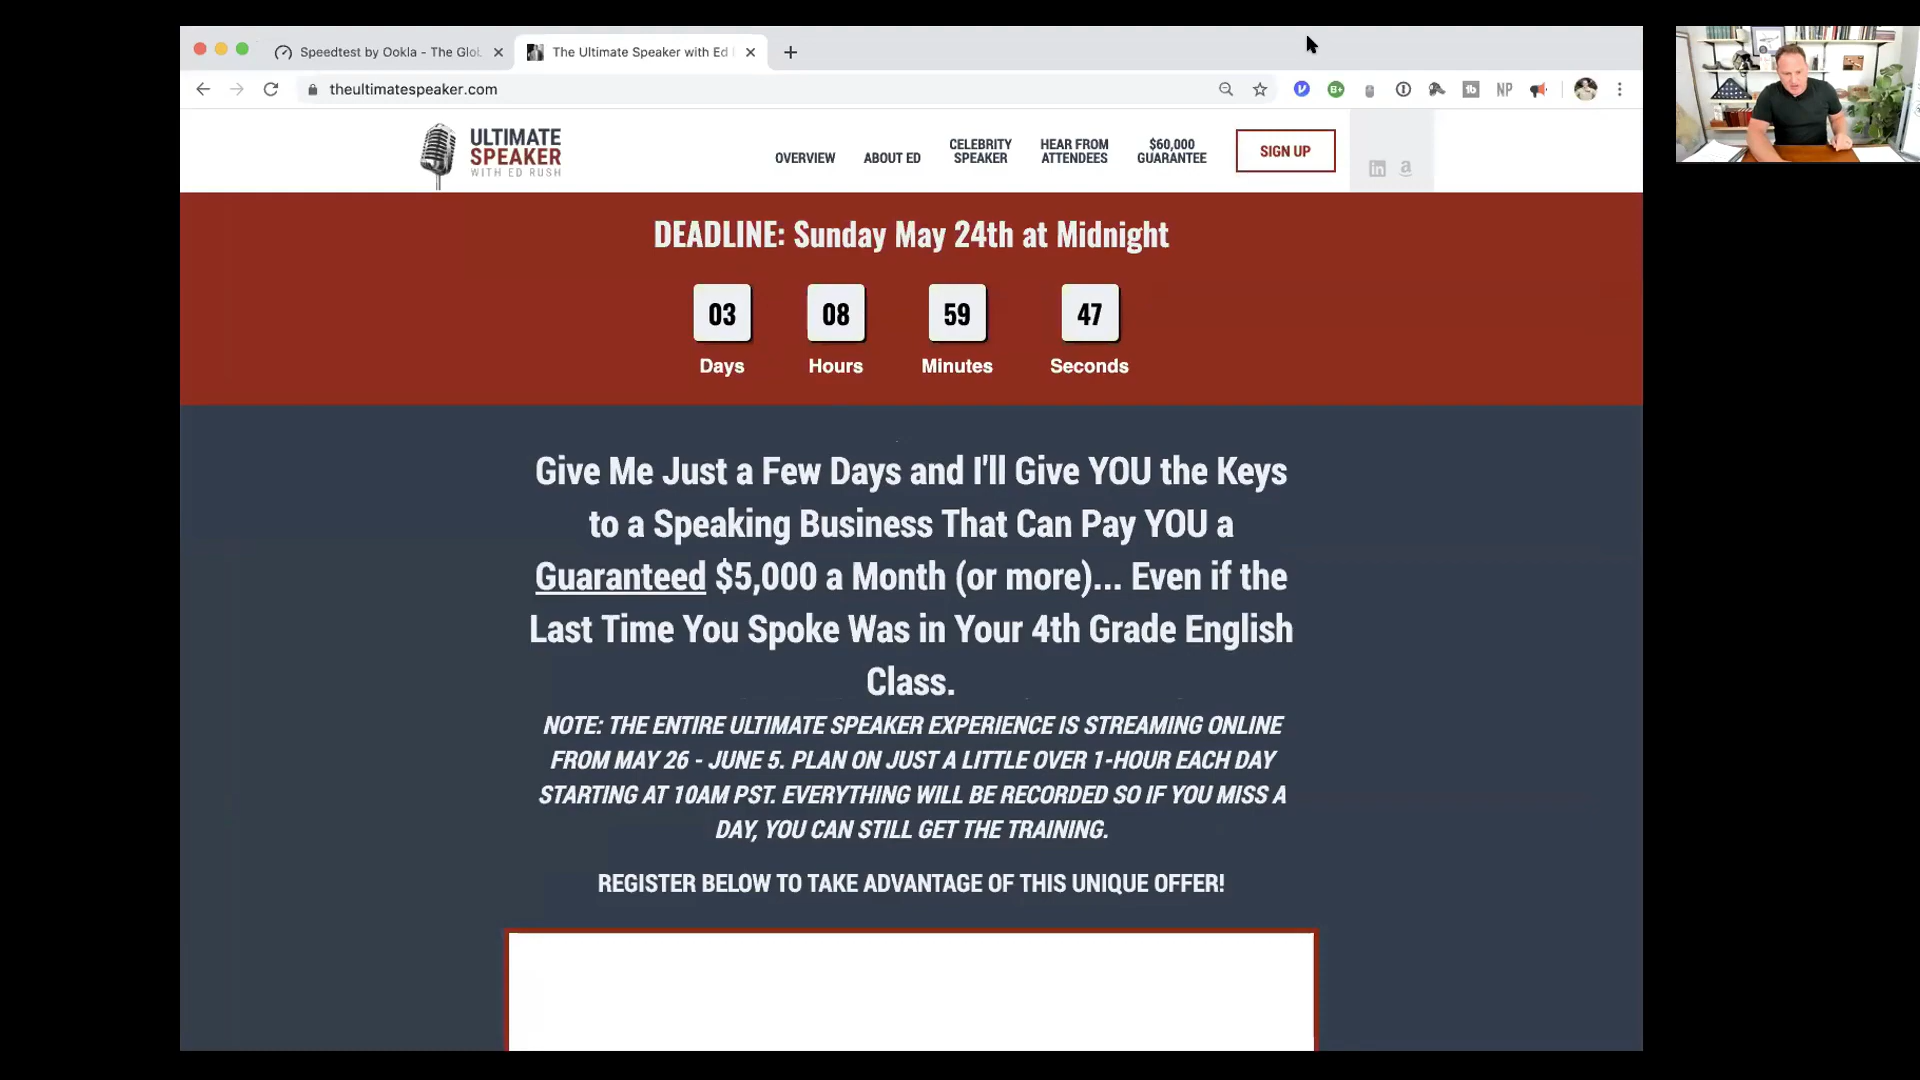 Speedtest by Ookla - The Glo
The Ultimate Speaker with Ed
theultimatespeaker.com
NP
ULTIMATE
SPEAKER
WITH ED RUSH
OVERVIEW
ABOUT ED
CELEBRITY
SPEAKER
HEAR FROM
ATTENDEES
$60,000
GUARANTEE
SIGN UP
DEADLINE: Sunday May 24th at Midnight
03 08 59 47
Days Hours Minutes Seconds
Give Me Just a Few Days and I'll Give YOU the Keys
to a Speaking Business That Can Pay YOU a
Guaranteed $5,000 a Month (or more)... Even if the
Last Time You Spoke Was in Your 4th Grade English
Class.
NOTE: THE ENTIRE ULTIMATE SPEAKER EXPERIENCE IS STREAMING ONLINE
FROM MAY 26 - JUNE 5. PLAN ON JUST A LITTLE OVER 1-HOUR EACH DAY
STARTING AT 10AM PST. EVERYTHING WILL BE RECORDED SO IF YOU MISS A
DAY, YOU CAN STILL GET THE TRAINING.
REGISTER BELOW TO TAKE ADVANTAGE OF THIS UNIQUE OFFER!